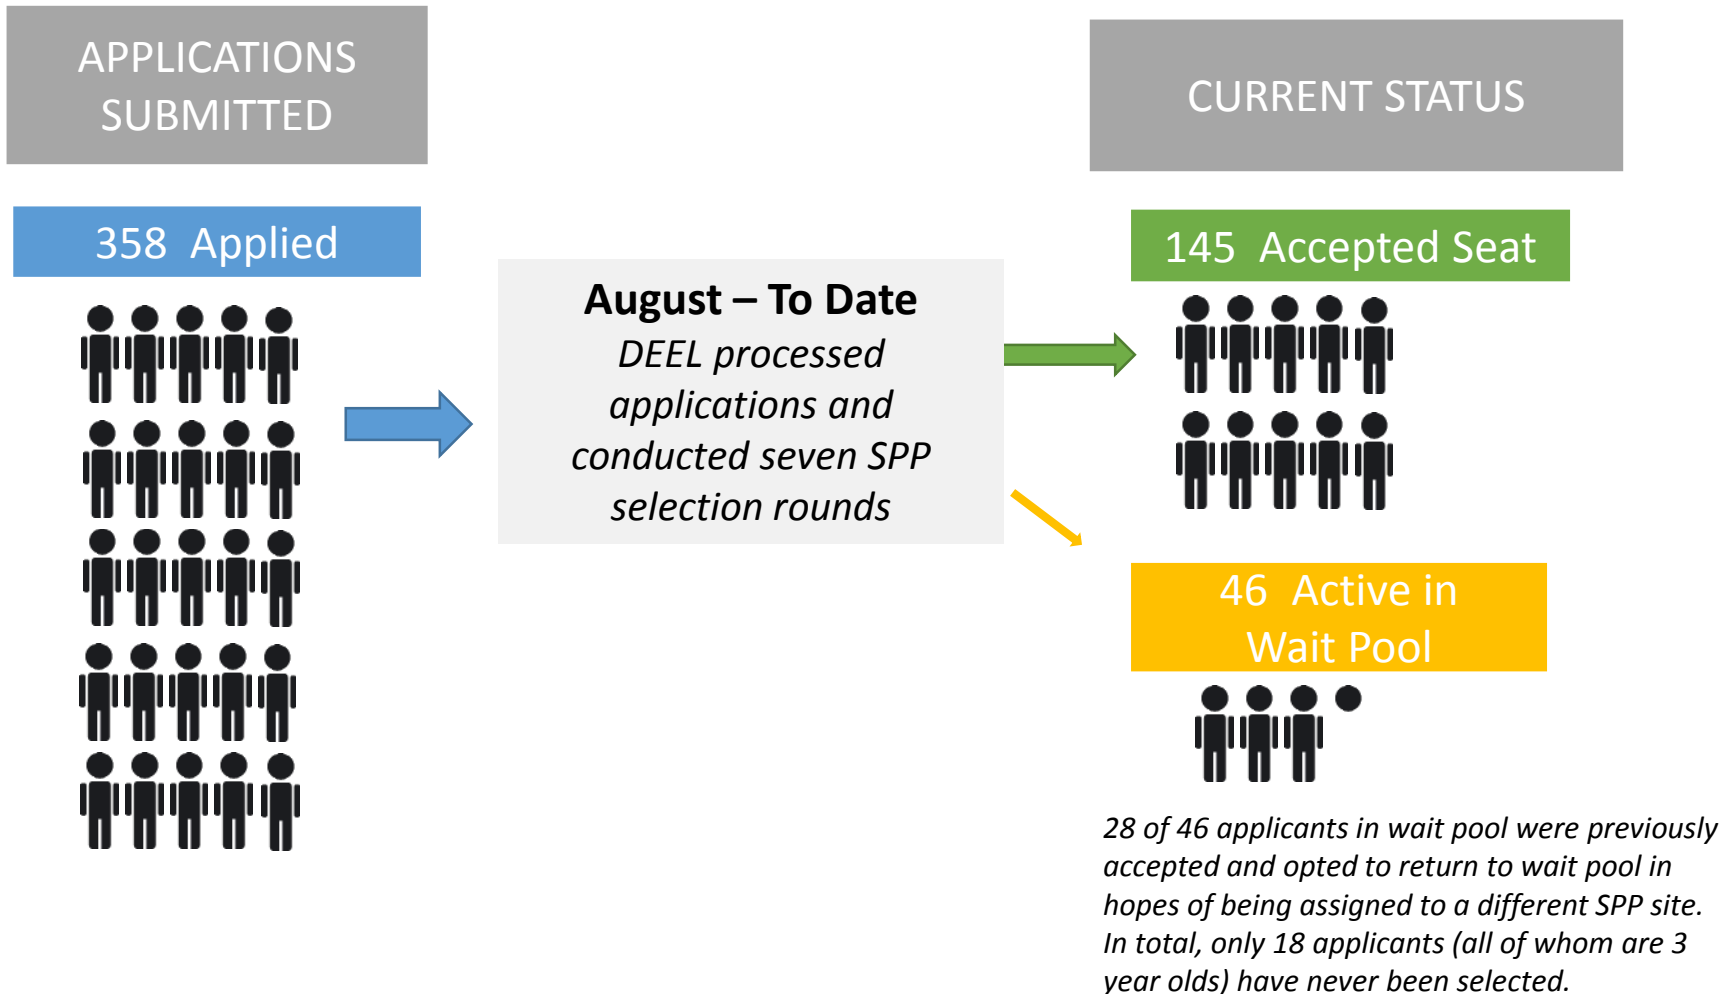 APPLICATIONS
SUBMITTED
CURRENT STATUS
358 Applied
145 Accepted Seat
August – To Date
DEEL processed
applications and
conducted seven SPP
selection rounds
46 Active in
Wait Pool
28 of 46 applicants in wait pool were previously
accepted and opted to return to wait pool in
hopes of being assigned to a different SPP site.
In total, only 18 applicants (all of whom are 3
year olds) have never been selected.